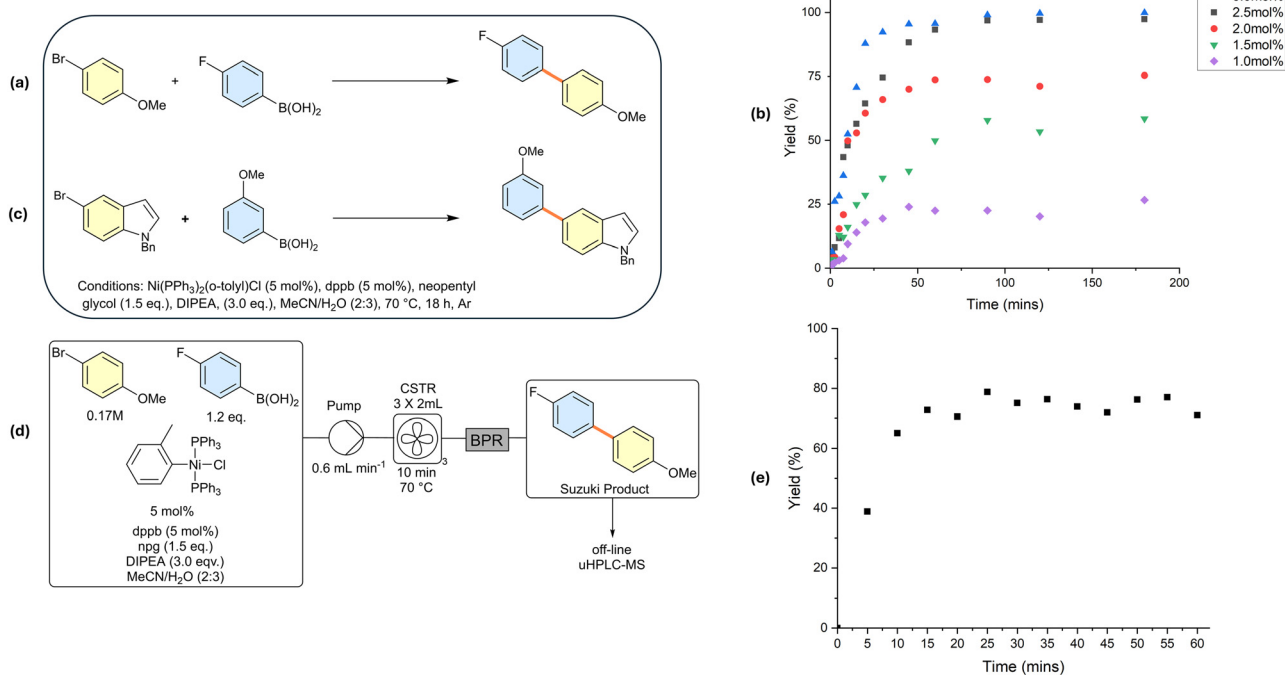 (a)
Br
OMe
+
F
B(OH)2
F
OMe
(c)
Br
N
Bn
+
OMe
B(OH)2
OMe
N
Bn
Conditions: Ni(PPh3)2(o-tolyl)Cl (5 mol%), dppb (5 mol%), neopentyl
glycol (1.5 eq.), DIPEA, (3.0 eq.), MeCN/H2O (2:3), 70 °C, 18 h, Ar
(b)
2.5mol%
2.0mol%
1.5mol%
1.0mol%
Yield (%)
100
75
50
25
0
0 50 100 150 200
Time (mins)
(d)
Br
OMe
0.17M
F
B(OH)2
1.2 eq.
PPh3
Ni
Cl
PPh3
5 mol%
dppb (5 mol%)
npg (1.5 eq.)
DIPEA (3.0 eqv.)
MeCN/H2O (2:3)
Pump
0.6 mL min-1
CSTR
3 X 2mL
3
10 min
70 °C
BPR
F
OMe
Suzuki Product
off-line
uHPLC-MS
(e)
Yield (%)
100
80
60
40
20
0
0 5 10 15 20 25 30 35 40 45 50 55 60
Time (mins)